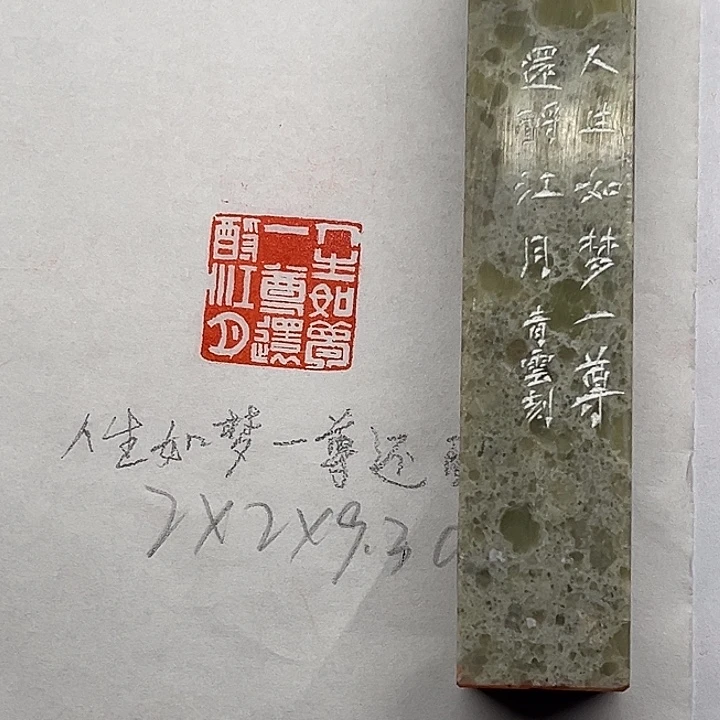 人生如夢
一尊還
酹江月
人生如梦一尊还
2X2X9.3
人生如梦一尊
還酹江月 青雲刻